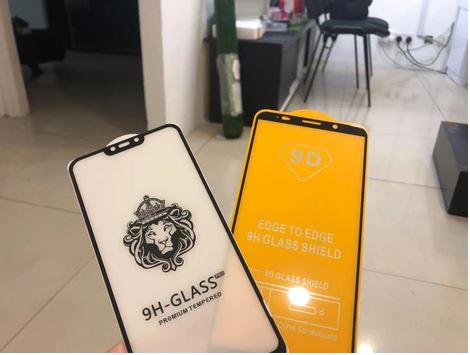 9H-GLASS
PREMIUM TEMPERED
9D
EDGE TO EDGE
9H GLASS SHIELD
9D GLASS SHIELD